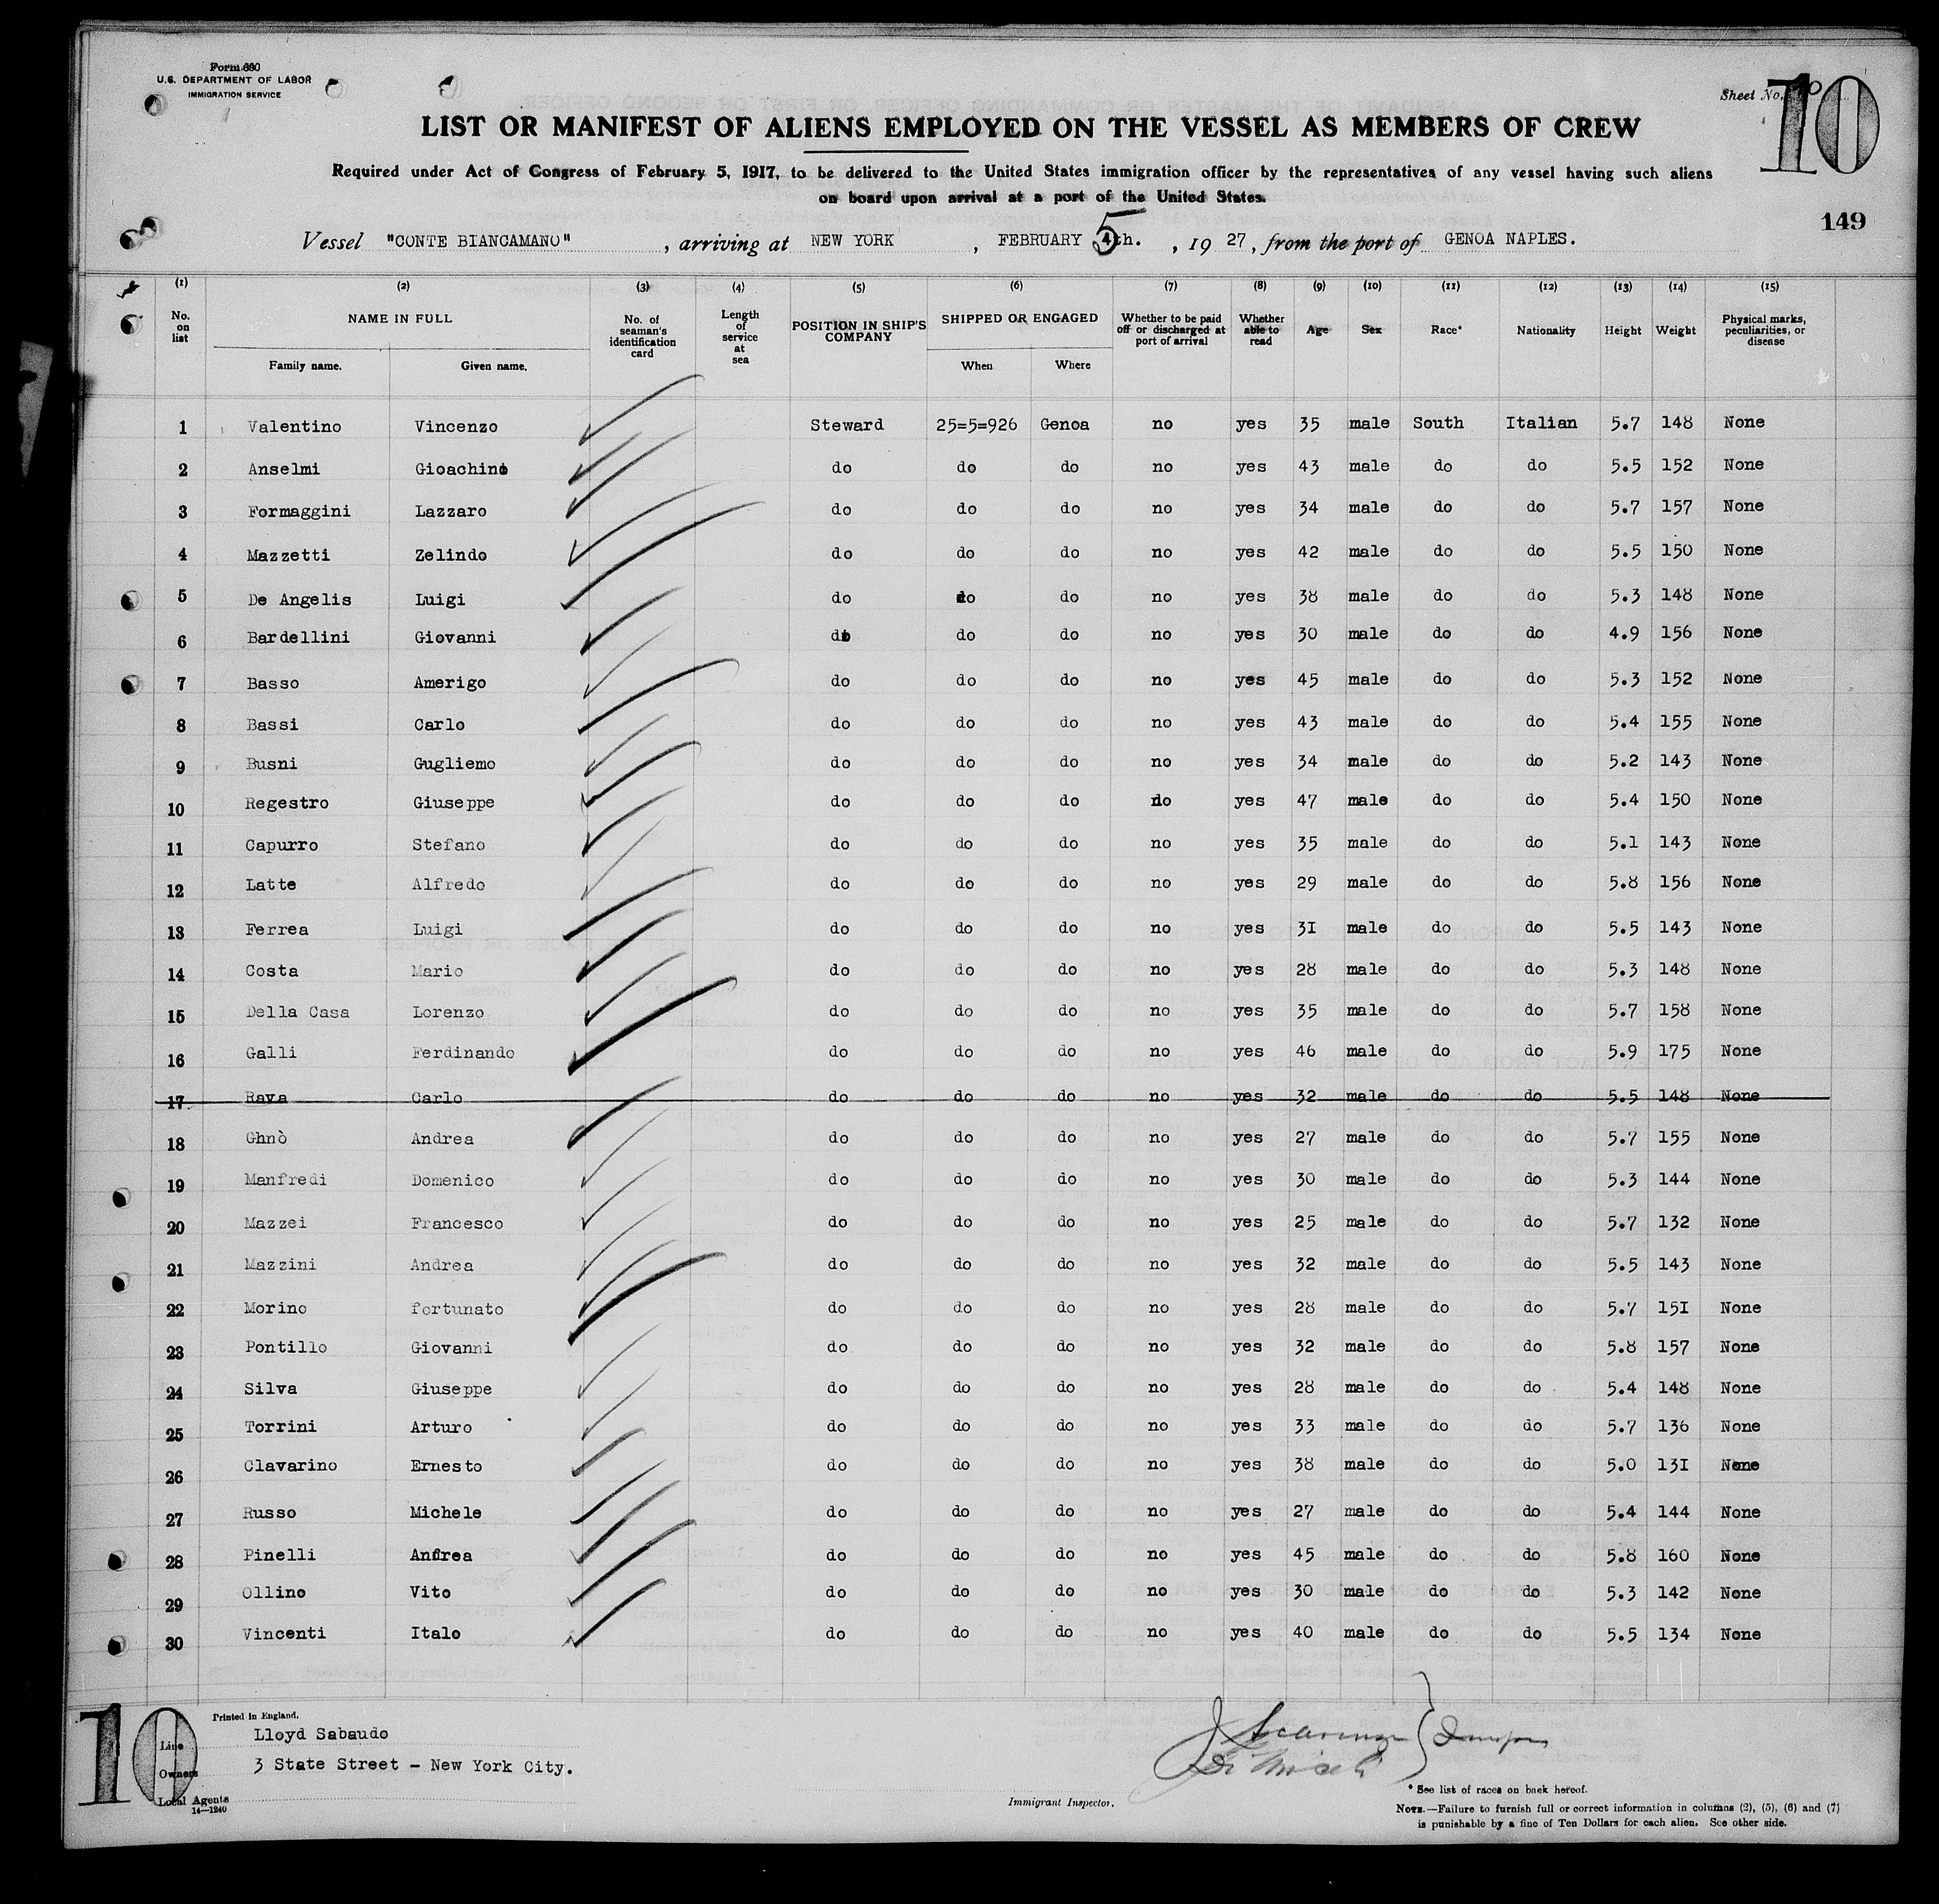 Form 680
U.S. DEPARTMENT OF LABOR
IMMIGRATION SERVICE
Sheet No. 10
10
LIST OR MANIFEST OF ALIENS EMPLOYED ON THE VESSEL AS MEMBERS OF CREW
Required under Act of Congress of February 5, 1917, to be delivered to the United States immigration officer by the representatives of any vessel having such aliens
on board upon arrival at a port of the United States.
149
Vessel "CONTE BIANCAMANO" , arriving at NEW YORK , FEBRUARY 4th. 5 , 19 27, from the port of GENOA NAPLES.
(1) (2) (3) (4) (5) (6) (7) (8) (9) (10) (11) (12) (13) (14) (15)
No. on list NAME IN FULL Family name. Given name. No. of seaman's identification card Length of service at sea POSITION IN SHIP'S COMPANY SHIPPED OR ENGAGED When Where Whether to be paid off or discharged at port of arrival Whether able to read Age Sex Race* Nationality Height Weight Physical marks, peculiarities, or disease
1 Valentino Vincenzo Steward 25=5=926 Genoa no yes 35 male South Italian 5.7 148 None
2 Anselmi Gioachino do do do no yes 43 male do do 5.5 152 None
3 Formaggini Lazzaro do do do no yes 34 male do do 5.7 157 None
4 Mazzetti Zelindo do do do no yes 42 male do do 5.5 150 None
5 De Angelis Luigi do do do no yes 38 male do do 5.3 148 None
6 Bardellini Giovanni do do do no yes 30 male do do 4.9 156 None
7 Basso Amerigo do do do no yes 45 male do do 5.3 152 None
8 Bassi Carlo do do do no yes 43 male do do 5.4 155 None
9 Busni Gugliemo do do do no yes 34 male do do 5.2 143 None
10 Regestro Giuseppe do do do no yes 47 male do do 5.4 150 None
11 Capurro Stefano do do do no yes 35 male do do 5.1 143 None
12 Latte Alfredo do do do no yes 29 male do do 5.8 156 None
13 Ferrea Luigi do do do no yes 31 male do do 5.5 143 None
14 Costa Mario do do do no yes 28 male do do 5.3 148 None
15 Della Casa Lorenzo do do do no yes 35 male do do 5.7 158 None
16 Galli Ferdinando do do do no yes 46 male do do 5.9 175 None
17 Rava Carlo do do do no yes 32 male do do 5.5 148 None
18 Ghnò Andrea do do do no yes 27 male do do 5.7 155 None
19 Manfredi Domenico do do do no yes 30 male do do 5.3 144 None
20 Mazzei Francesco do do do no yes 25 male do do 5.7 132 None
21 Mazzini Andrea do do do no yes 32 male do do 5.5 143 None
22 Morino fortunato do do do no yes 28 male do do 5.7 151 None
23 Pontillo Giovanni do do do no yes 32 male do do 5.8 157 None
24 Silva Giuseppe do do do no yes 28 male do do 5.4 148 None
25 Torrini Arturo do do do no yes 33 male do do 5.7 136 None
26 Clavarino Ernesto do do do no yes 38 male do do 5.0 131 None
27 Russo Michele do do do no yes 27 male do do 5.4 144 None
28 Pinelli Anfrea do do do no yes 45 male do do 5.8 160 None
29 Ollino Vito do do do no yes 30 male do do 5.3 142 None
30 Vincenti Italo do do do no yes 40 male do do 5.5 134 None
10
Printed in England.
Line Lloyd Sabaudo
Owners 3 State Street - New York City.
Local Agents
14—1240
Immigrant Inspector.
* See list of races on back hereof.
NOTE.—Failure to furnish full or correct information in columns (2), (5), (6) and (7)
is punishable by a fine of Ten Dollars for each alien. See other side.